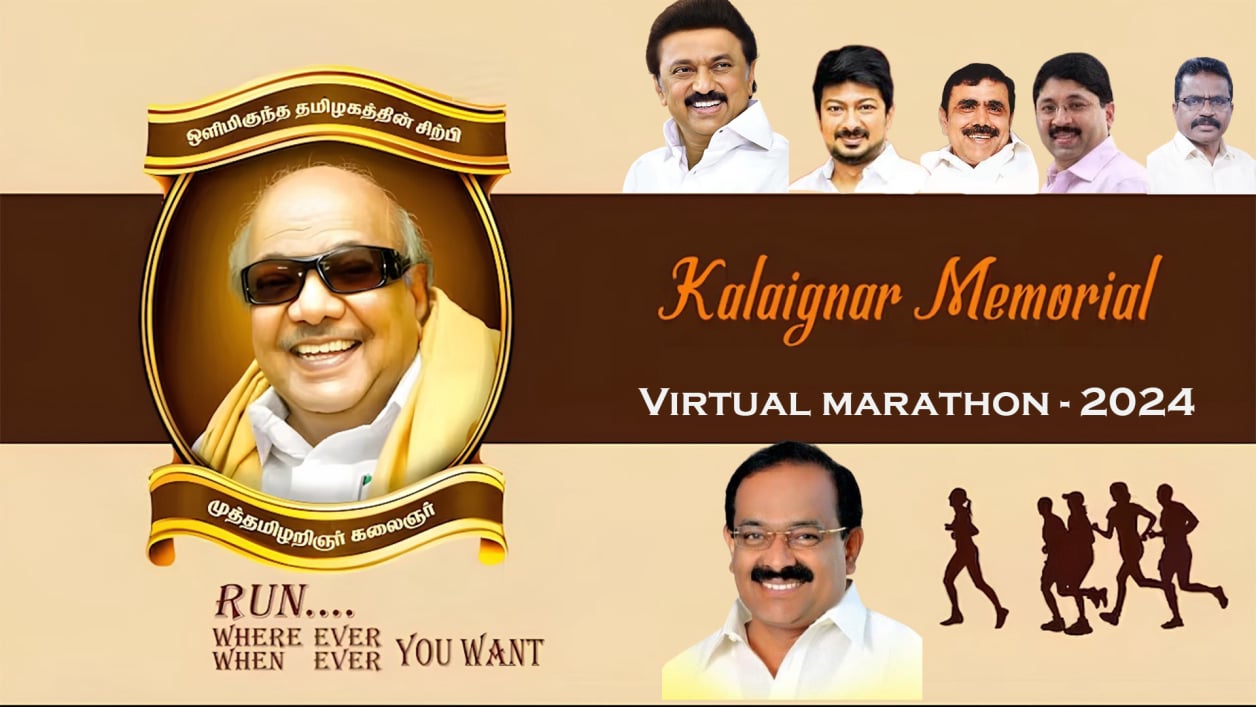 ஒளிமிகுந்த தமிழகத்தின் சிற்பி
Kalaignar Memorial
VIRTUAL MARATHON - 2024
முத்தமிழறிஞர் கலைஞர்
RUN....
WHERE EVER
WHEN EVER YOU WANT